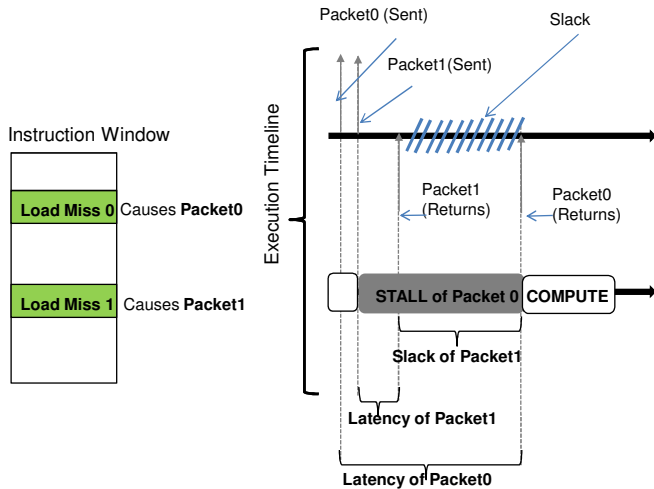 Packet0 (Sent)
Slack
Packet1(Sent)
Instruction Window
Load Miss 0 Causes Packet0
Load Miss 1 Causes Packet1
Execution Timeline
Packet1
(Returns)
Packet0
(Returns)
STALL of Packet 0
COMPUTE
Slack of Packet1
Latency of Packet1
Latency of Packet0